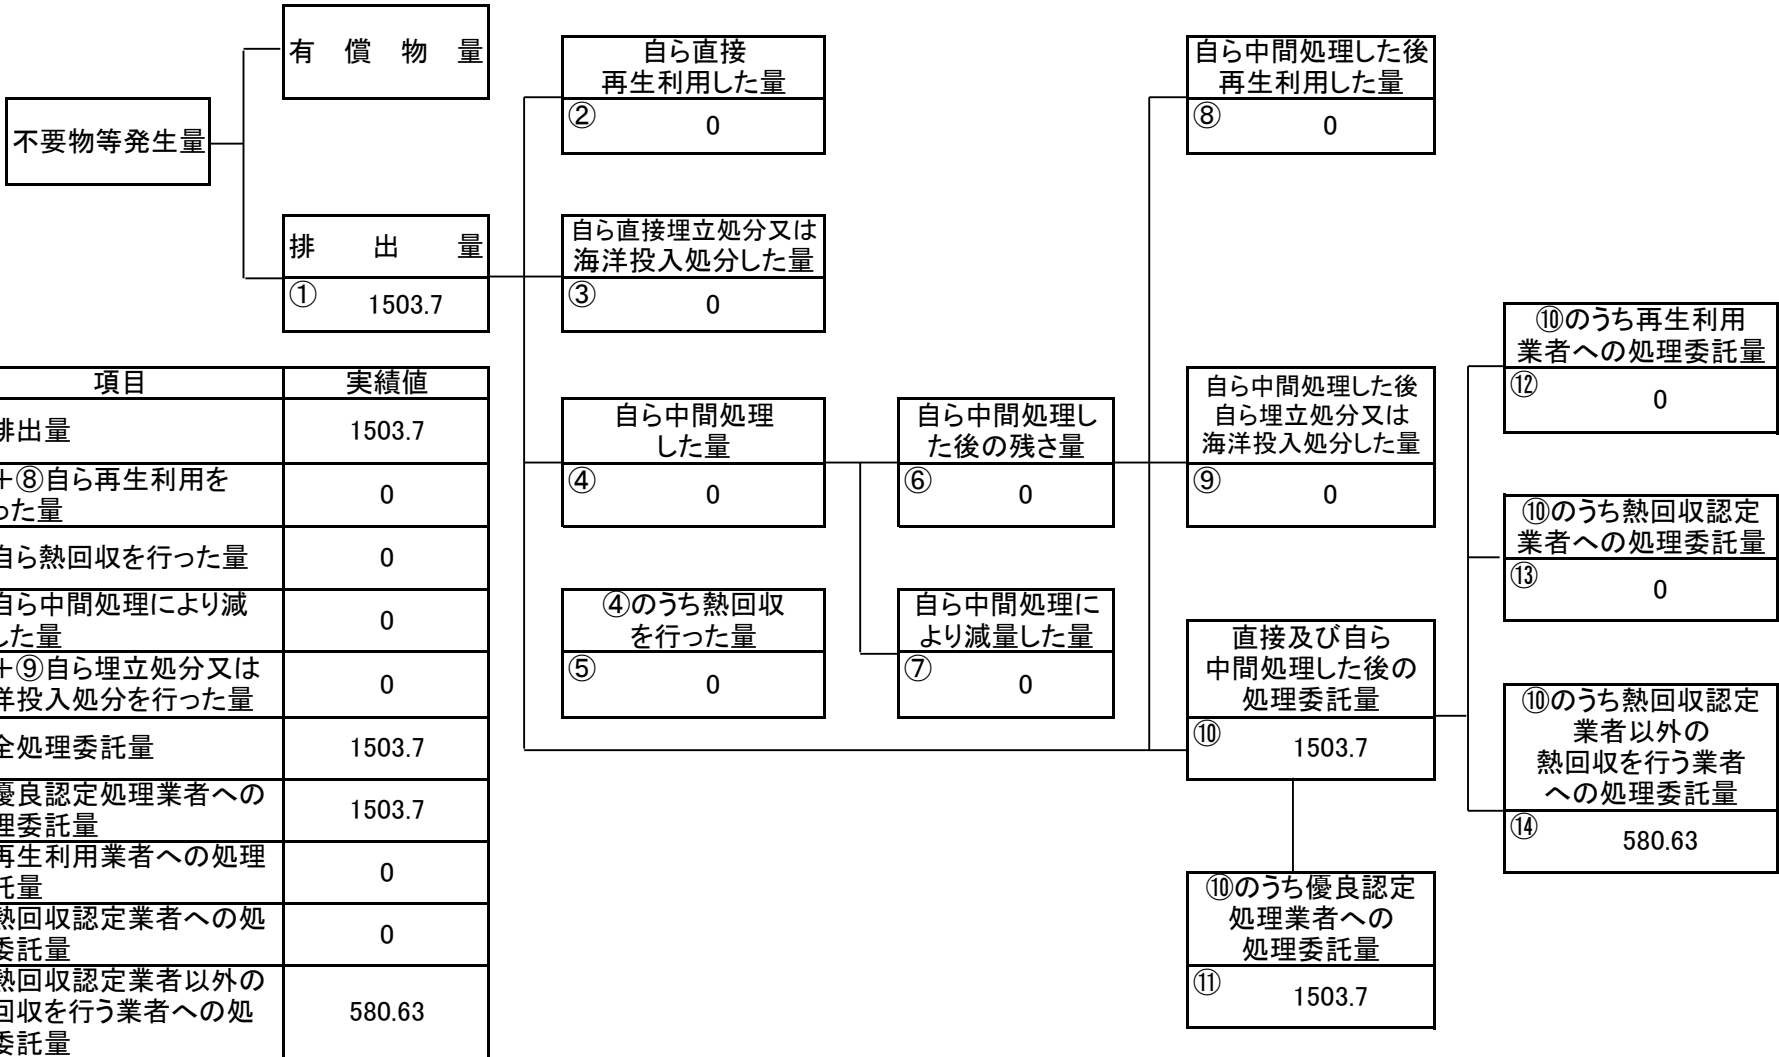 有償物量
不要物等発生量
排出量
① 1503.7
自ら直接
再生利用した量
② 0
自ら直接埋立処分又は
海洋投入処分した量
③ 0
自ら中間処理
した量
④ 0
④のうち熱回収
を行った量
⑤ 0
自ら中間処理し
た後の残さ量
⑥ 0
自ら中間処理に
より減量した量
⑦ 0
自ら中間処理した後
再生利用した量
⑧ 0
自ら中間処理した後
自ら埋立処分又は
海洋投入処分した量
⑨ 0
直接及び自ら
中間処理した後の
処理委託量
⑩ 1503.7
⑩のうち優良認定
処理業者への
処理委託量
⑪ 1503.7
⑩のうち再生利用
業者への処理委託量
⑫ 0
⑩のうち熱回収認定
業者への処理委託量
⑬ 0
⑩のうち熱回収認定
業者以外の
熱回収を行う業者
への処理委託量
⑭ 580.63
項目 実績値
排出量 1503.7
+⑧自ら再生利用を
った量 0
自ら熱回収を行った量 0
自ら中間処理により減
した量 0
+⑨自ら埋立処分又は
洋投入処分を行った量 0
全処理委託量 1503.7
優良認定処理業者への
理委託量 1503.7
再生利用業者への処理
託量 0
熱回収認定業者への処
委託量 0
熱回収認定業者以外の
回収を行う業者への処
委託量 580.63